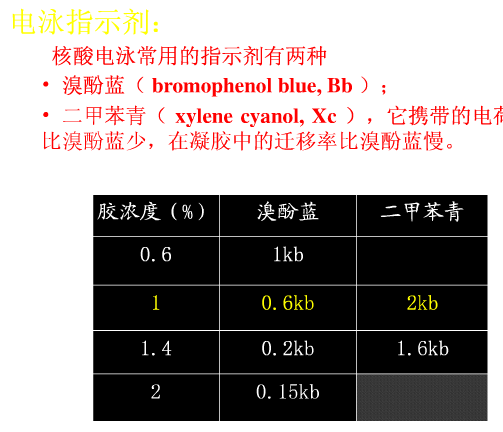 电泳指示剂：
核酸电泳常用的指示剂有两种
• 溴酚蓝（ bromophenol blue, Bb ）；
• 二甲苯青（ xylene cyanol, Xc ），它携带的电荷
比溴酚蓝少，在凝胶中的迁移率比溴酚蓝慢。
胶浓度（%） 溴酚蓝 二甲苯青
0.6 1kb
1 0.6kb 2kb
1.4 0.2kb 1.6kb
2 0.15kb